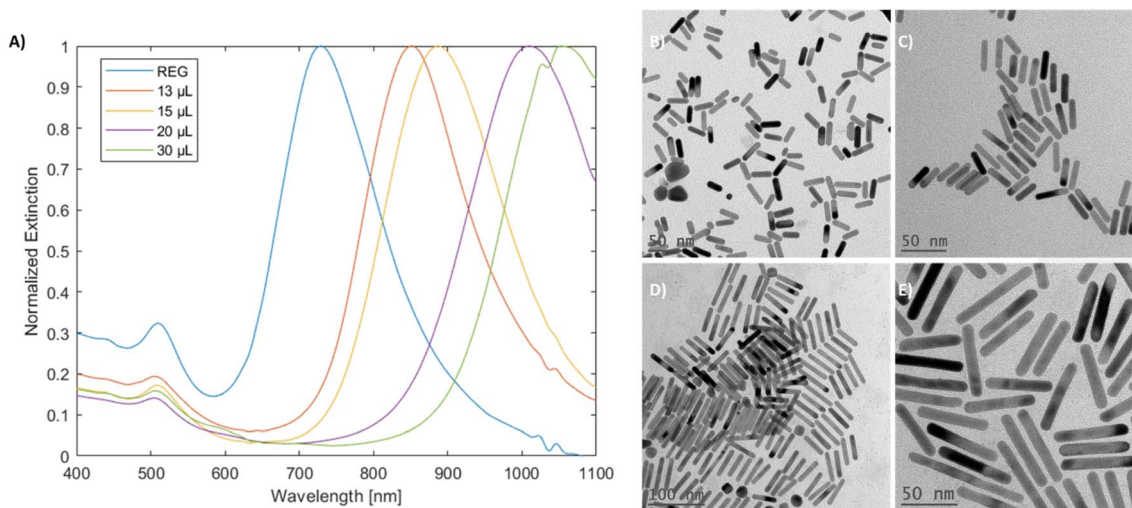 A)
Normalized Extinction
1
0.9
0.8
0.7
0.6
0.5
0.4
0.3
0.2
0.1
0
REG
13 µL
15 µL
20 µL
30 µL
400 500 600 700 800 900 1000 1100
Wavelength [nm]
B)
50 nm
C)
50 nm
D)
100 nm
E)
50 nm